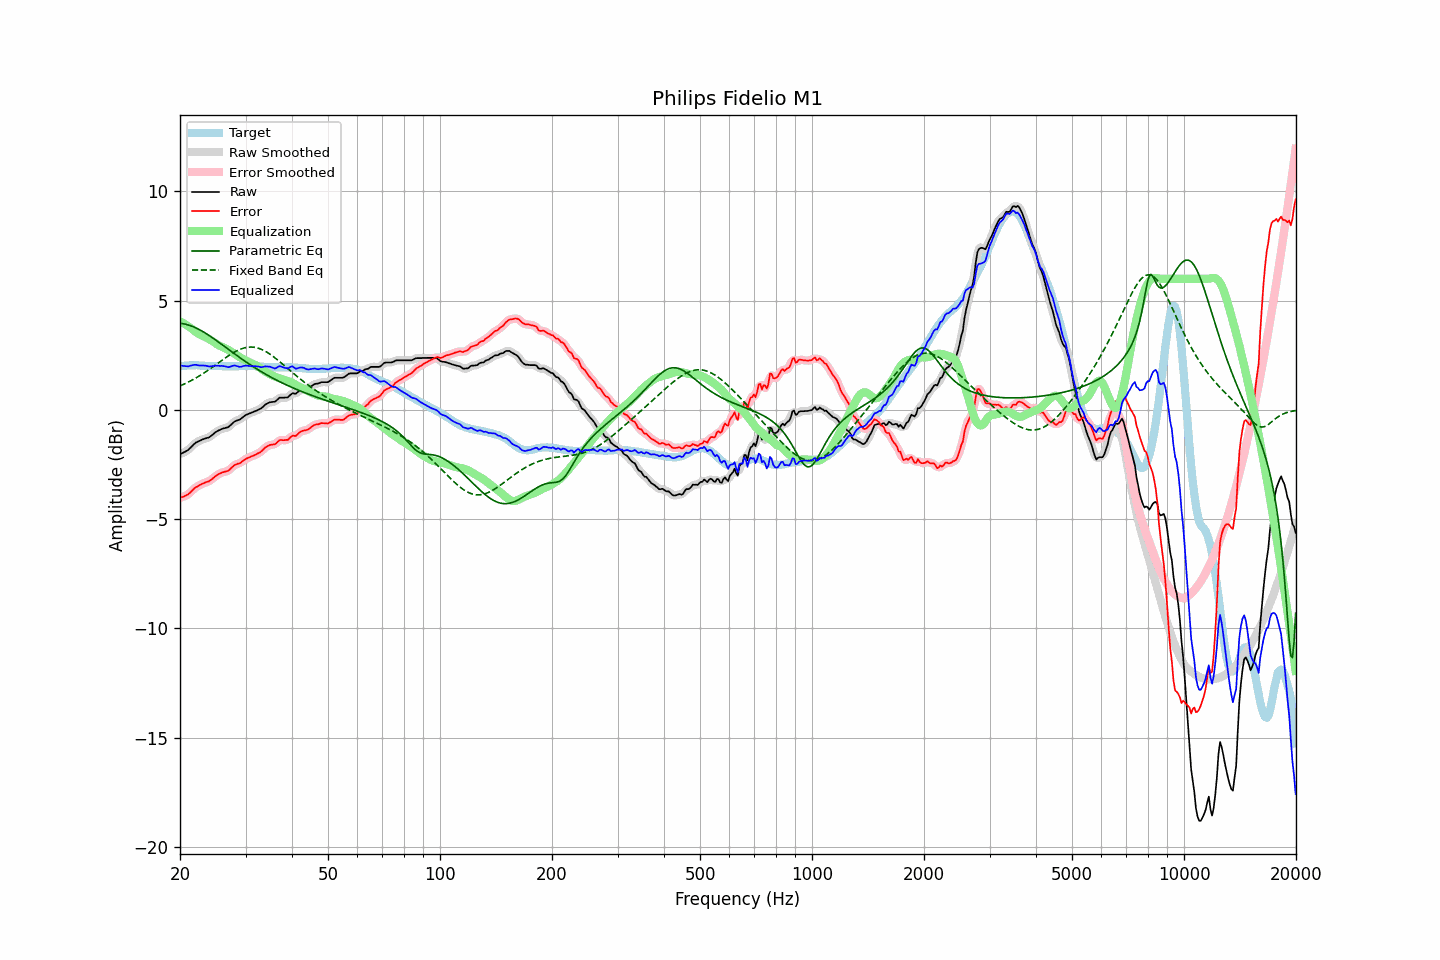 Philips Fidelio M1
Target
Raw Smoothed
Error Smoothed
Raw
Error
Equalization
Parametric Eq
Fixed Band Eq
Equalized
Amplitude (dBr)
10
5
0
−5
−10
−15
−20
20 50 100 200 500 1000 2000 5000 10000 20000
Frequency (Hz)